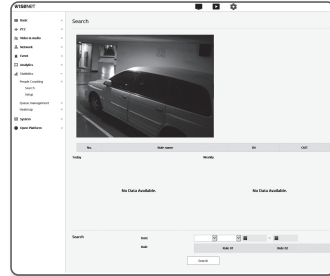 WISENET
Basic
PTZ
Video & Audio
Network
Event
Analytics
Statistics
People Counting
Search
Setup
Queue management
Heatmap
System
Open Platform
Search
No. Rule name IN OUT
Today Weekly
No Data Available. No Data Available.
Search
Date
Rule Rule 01 Rule 02
Search